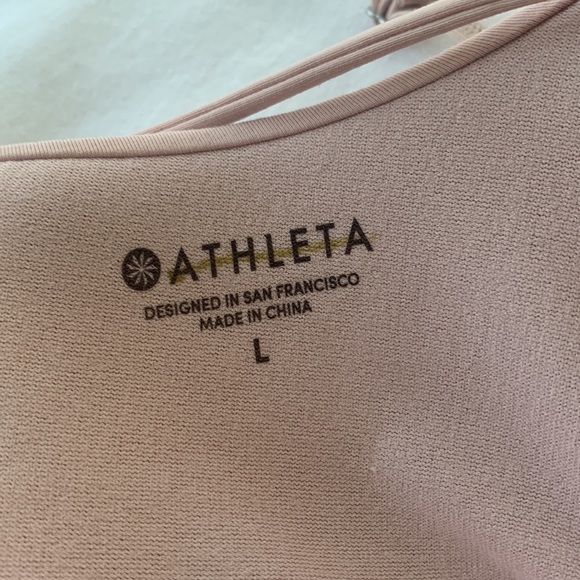 ATHLETA
DESIGNED IN SAN FRANCISCO
MADE IN CHINA
L